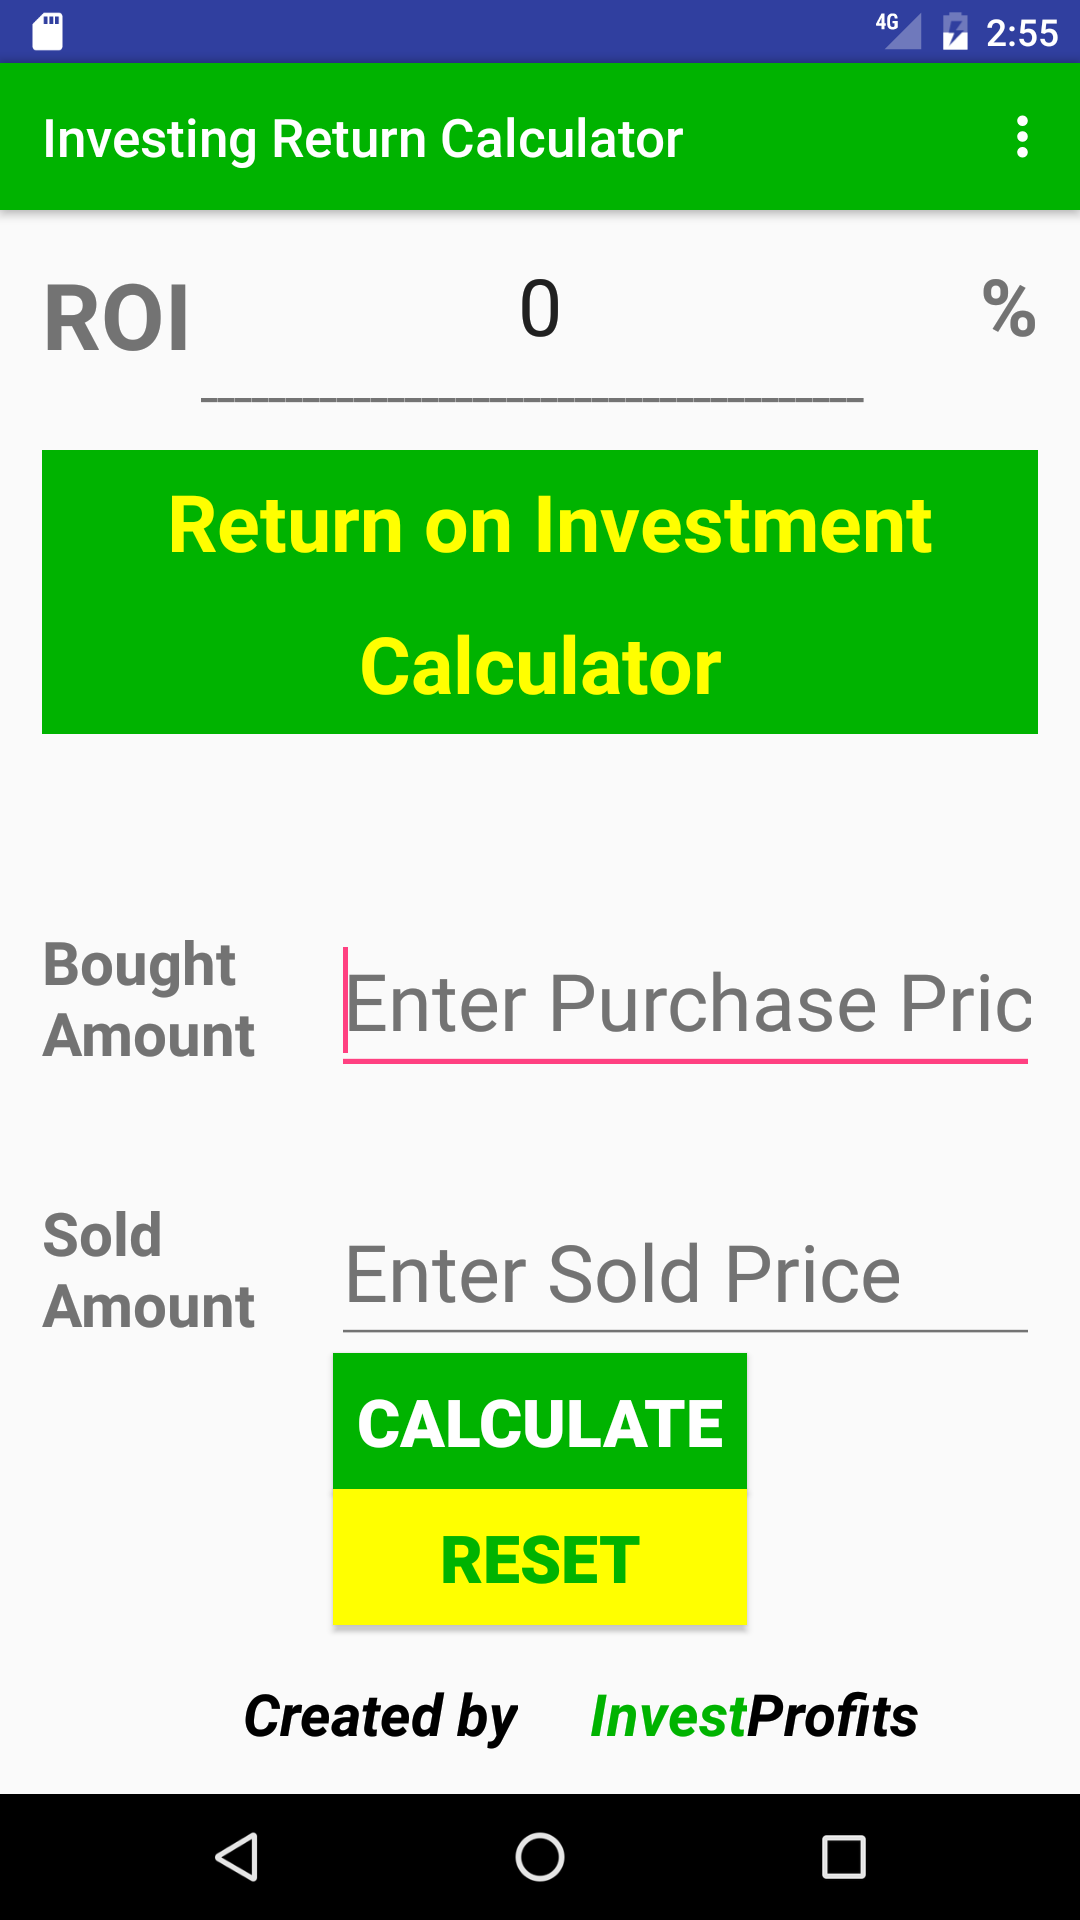 4G 2:55
Investing Return Calculator
ROI 0 %
_______________________________________
Return on Investment
Calculator
Bought
Amount
Enter Purchase Pric
Sold
Amount
Enter Sold Price
CALCULATE
RESET
Created by InvestProfits